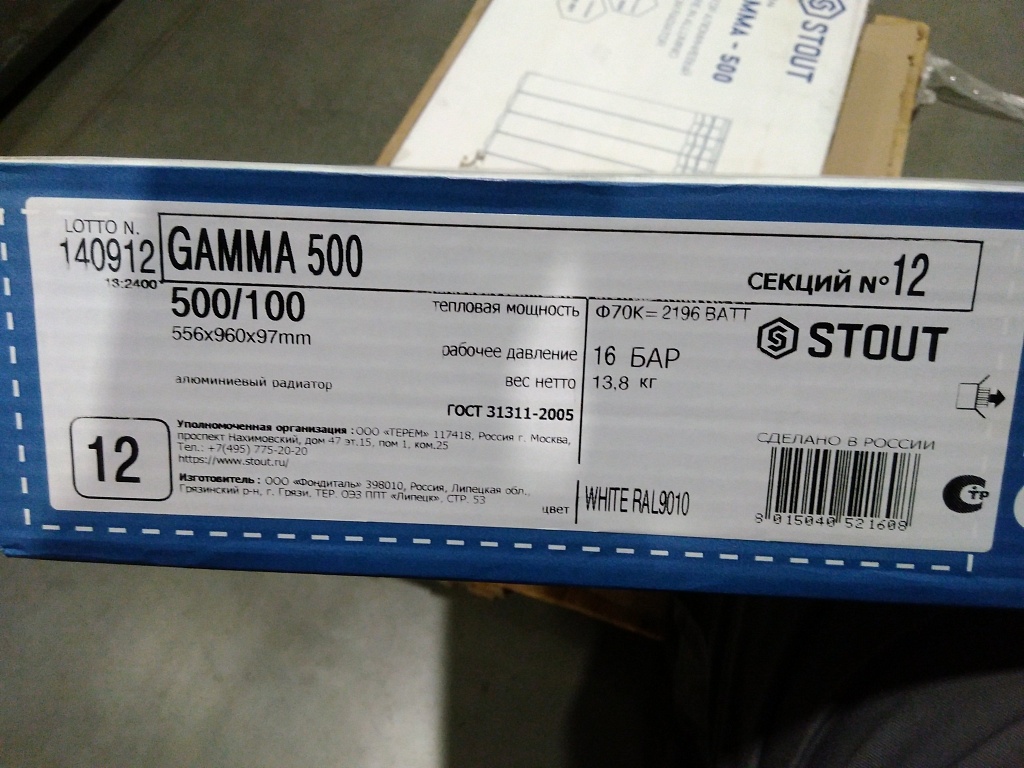 STOUT
GAMMA - 500
LOTTO N.
140912
13:2400
GAMMA 500
СЕКЦИЙ Nº12
500/100
556x960x97mm
алюминиевый радиатор
тепловая мощность
Ф70K= 2196 ВАТТ
рабочее давление
16 БАР
вес нетто
13,8 кг
ГОСТ 31311-2005
STOUT
12
Уполномоченная организация : ООО «ТЕРЕМ» 117418, Россия г. Москва,
проспект Нахимовский, дом 47 эт.15, пом 1, ком.25
Тел.: +7(495) 775-20-20
https://www.stout.ru/
Изготовитель : ООО «Фондиталь» 398010, Россия, Липецкая обл.,
Грязинский р-н, г. Грязи, ТЕР. ОЭЗ ППТ «Липецк», СТР. 53
цвет
WHITE RAL9010
СДЕЛАНО В РОССИИ
8 015040 521608
СТР